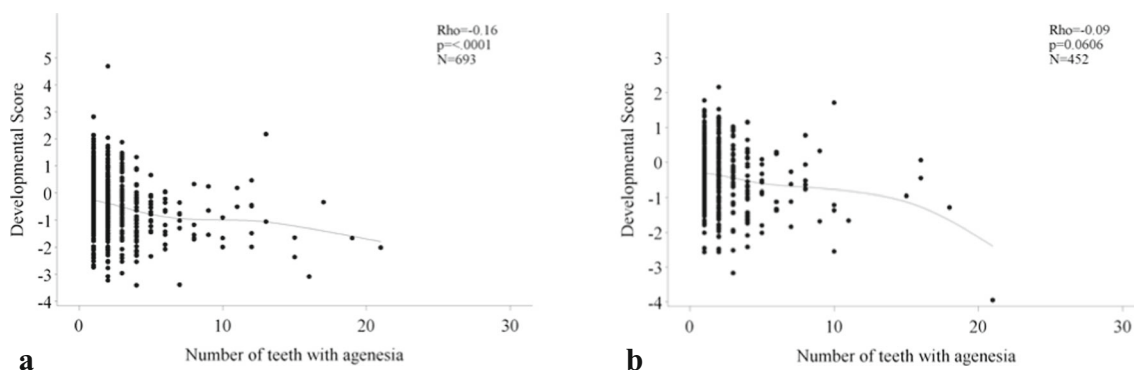 Rho=-0.16
p=<.0001
N=693
5
4
3
2
1
0
-1
-2
-3
-4
Developmental Score
0 10 20 30
Number of teeth with agenesia
a
Rho=-0.09
p=0.0606
N=452
3
2
1
0
-1
-2
-3
-4
Developmental Score
0 10 20 30
Number of teeth with agenesia
b